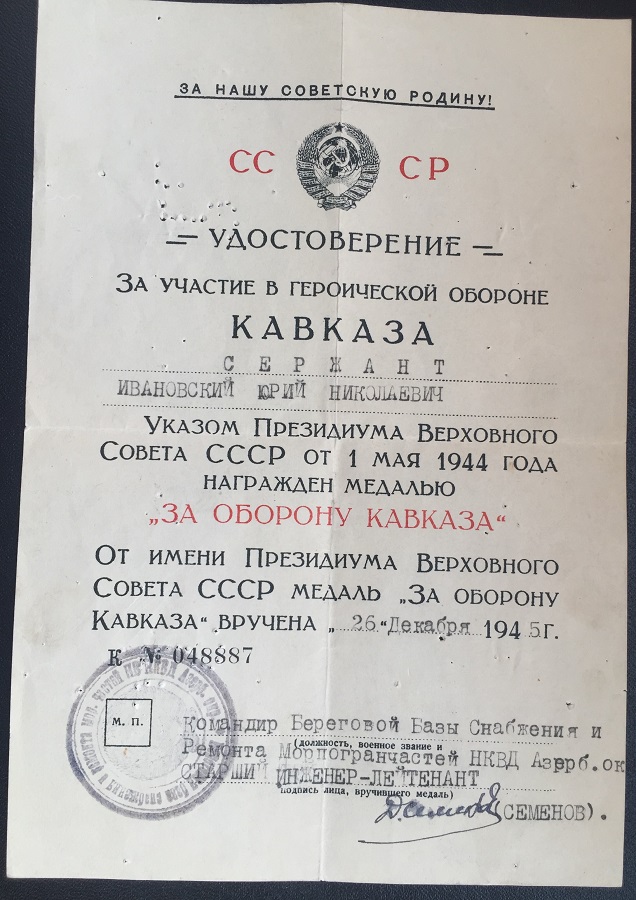 ЗА НАШУ СОВЕТСКУЮ РОДИНУ!
СС СР
УДОСТОВЕРЕНИЕ
ЗА УЧАСТИЕ В ГЕРОИЧЕСКОЙ ОБОРОНЕ
КАВКАЗА
СЕРЖАНТ
ИВАНОВСКИЙ ЮРИЙ НИКОЛАЕВИЧ
УКАЗОМ ПРЕЗИДИУМА ВЕРХОВНОГО
СОВЕТА СССР ОТ 1 МАЯ 1944 ГОДА
НАГРАЖДЕН МЕДАЛЬЮ
„ЗА ОБОРОНУ КАВКАЗА“
ОТ ИМЕНИ ПРЕЗИДИУМА ВЕРХОВНОГО
СОВЕТА СССР МЕДАЛЬ „ЗА ОБОРОНУ
КАВКАЗА“ ВРУЧЕНА „26“ Декабря 1945г.
К № 048887
М. П.
Командир Береговой Базы Снабжения и
(должность, военное звание и
Ремонта Морпогранчастей НКВД Азерб.ок
СТАРШИЙ ИНЖЕНЕР-ЛЕЙТЕНАНТ
подпись лица, вручившего медаль)
(СЕМЕНОВ).